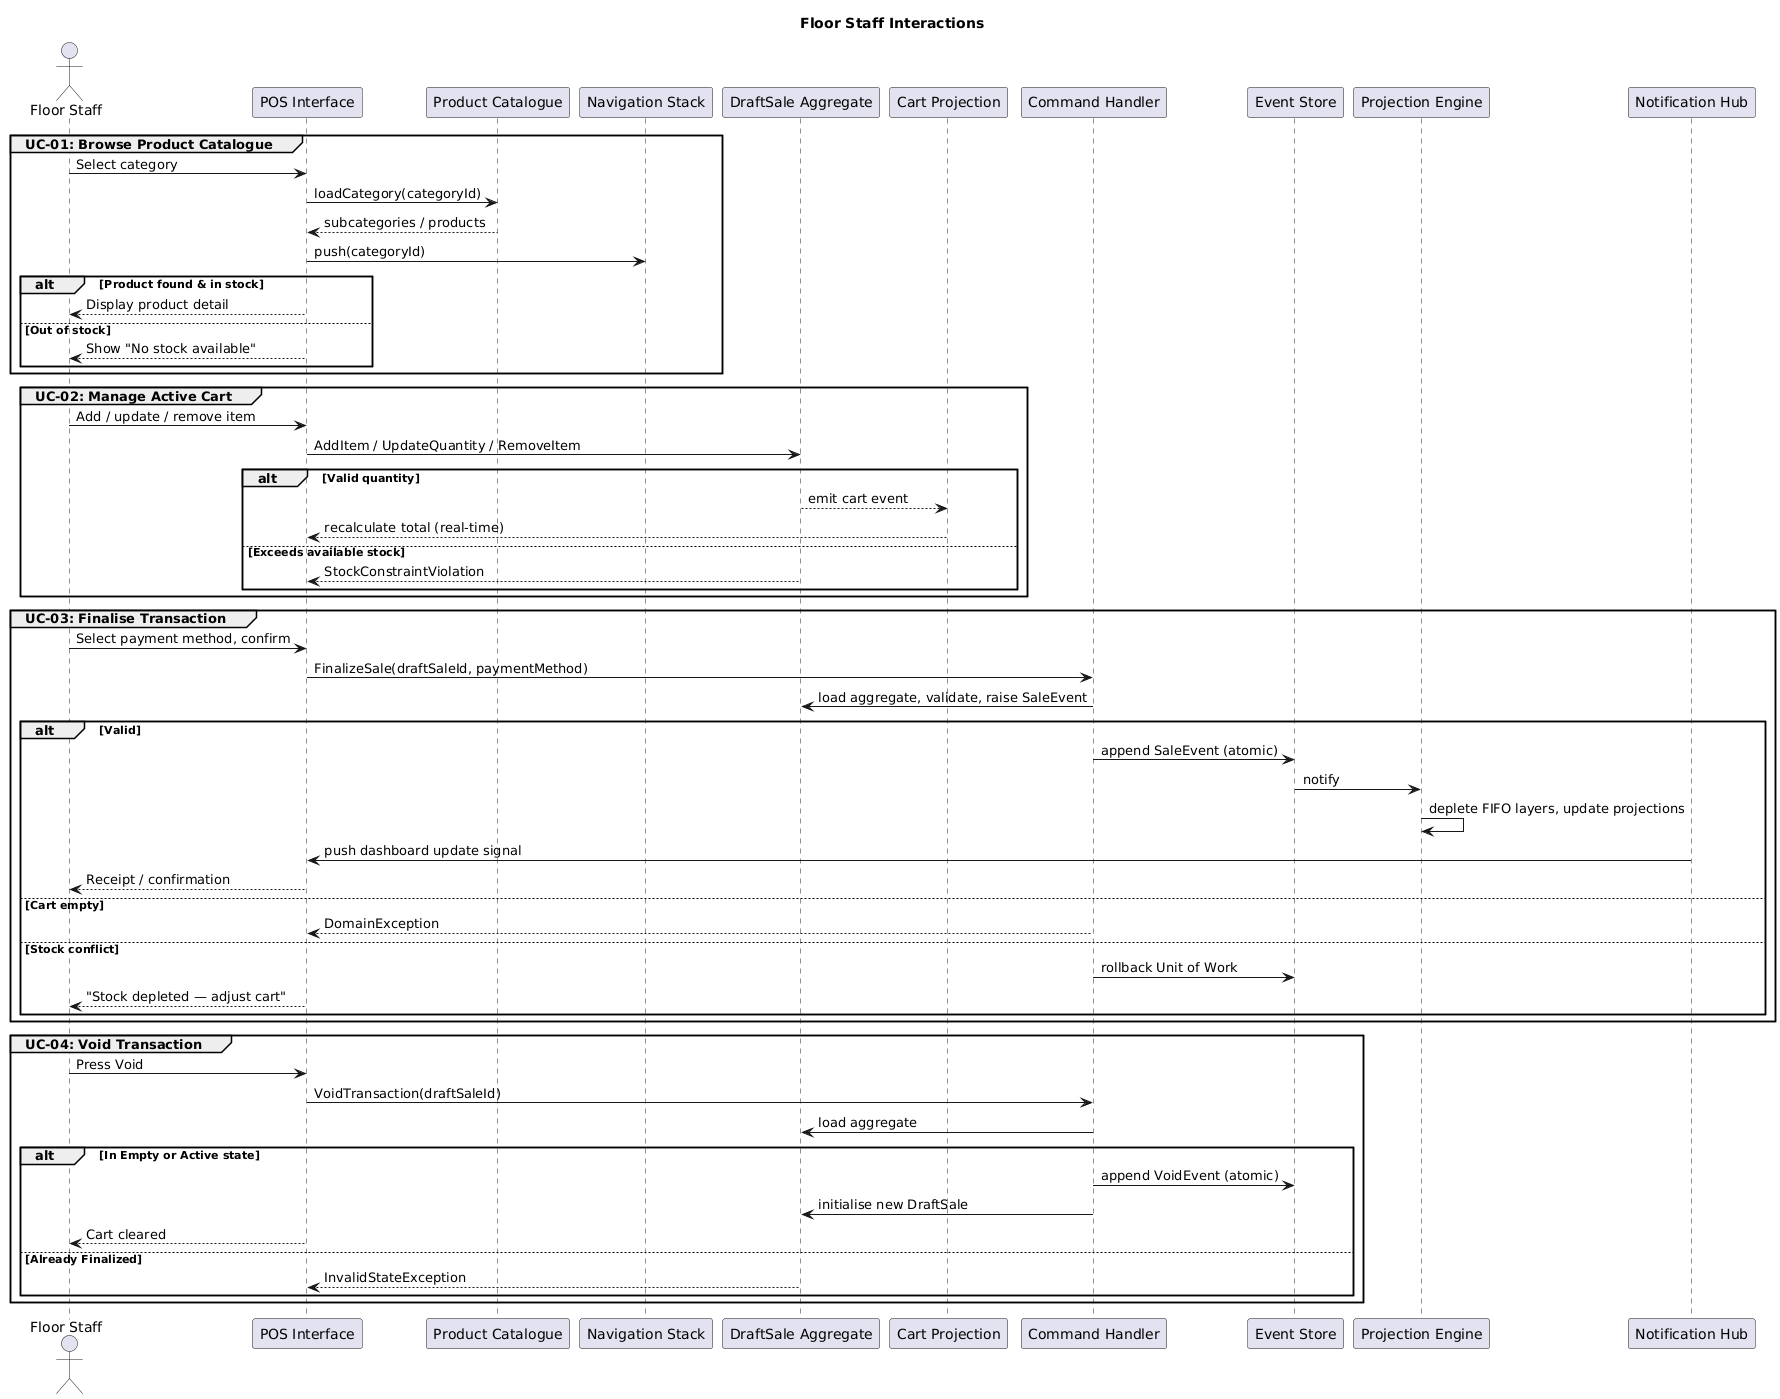 Floor Staff Interactions
Floor Staff
POS Interface
Product Catalogue
Navigation Stack
DraftSale Aggregate
Cart Projection
Command Handler
Event Store
Projection Engine
Notification Hub
UC-01: Browse Product Catalogue
Select category
loadCategory(categoryId)
subcategories / products
push(categoryId)
alt [Product found & in stock]
Display product detail
[Out of stock]
Show "No stock available"
UC-02: Manage Active Cart
Add / update / remove item
AddItem / UpdateQuantity / RemoveItem
alt [Valid quantity]
emit cart event
recalculate total (real-time)
[Exceeds available stock]
StockConstraintViolation
UC-03: Finalise Transaction
Select payment method, confirm
FinalizeSale(draftSaleId, paymentMethod)
load aggregate, validate, raise SaleEvent
alt [Valid]
append SaleEvent (atomic)
notify
deplete FIFO layers, update projections
push dashboard update signal
Receipt / confirmation
[Cart empty]
DomainException
[Stock conflict]
rollback Unit of Work
"Stock depleted — adjust cart"
UC-04: Void Transaction
Press Void
VoidTransaction(draftSaleId)
load aggregate
alt [In Empty or Active state]
append VoidEvent (atomic)
initialise new DraftSale
Cart cleared
[Already Finalized]
InvalidStateException
Floor Staff
POS Interface
Product Catalogue
Navigation Stack
DraftSale Aggregate
Cart Projection
Command Handler
Event Store
Projection Engine
Notification Hub